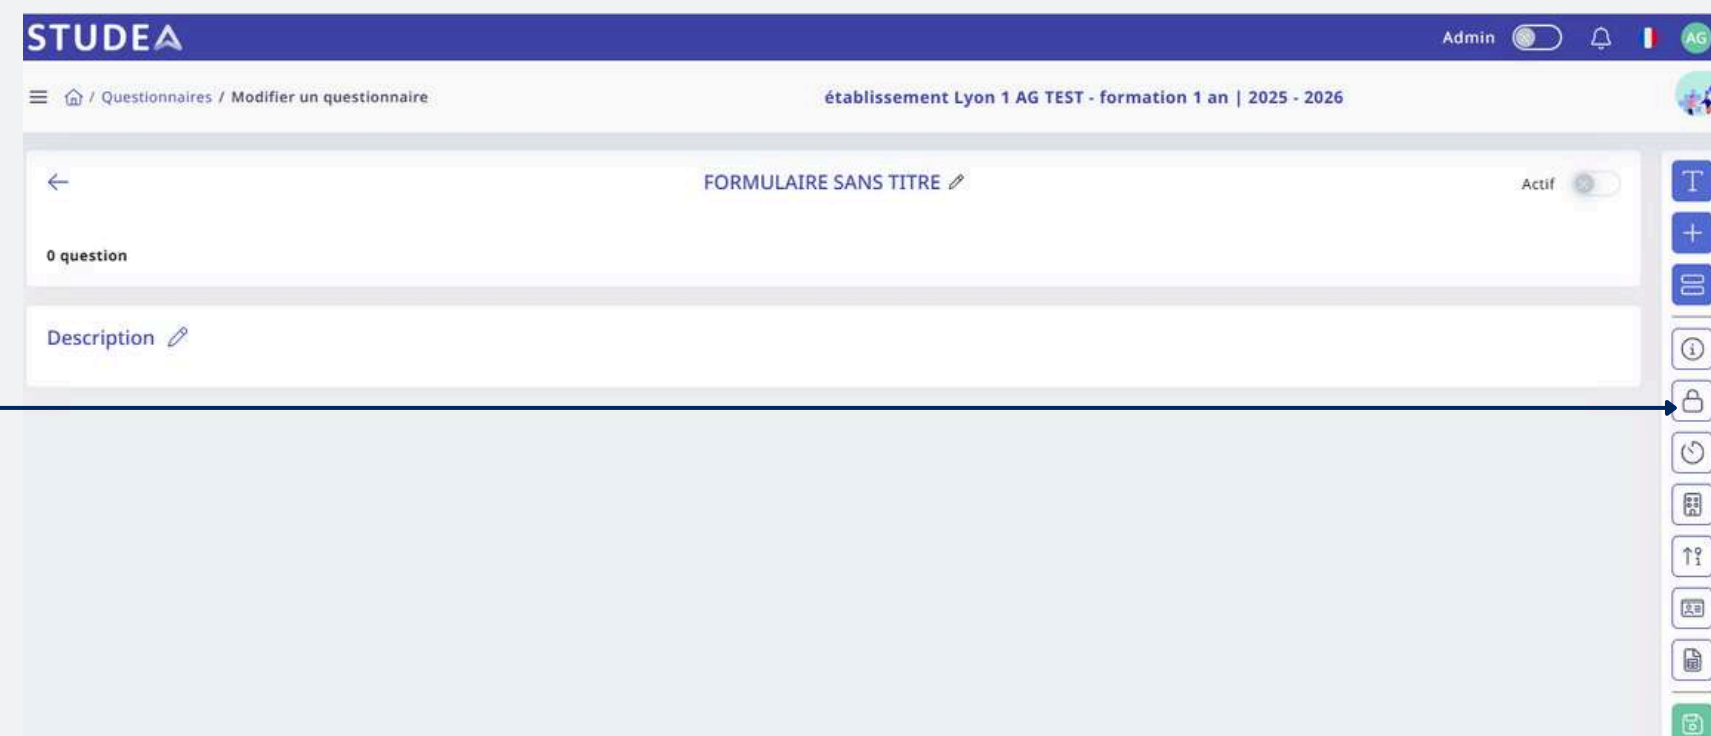 STUDEA
Admin
AG
/ Questionnaires / Modifier un questionnaire
établissement Lyon 1 AG TEST - formation 1 an | 2025 - 2026
FORMULAIRE SANS TITRE
Actif
0 question
Description